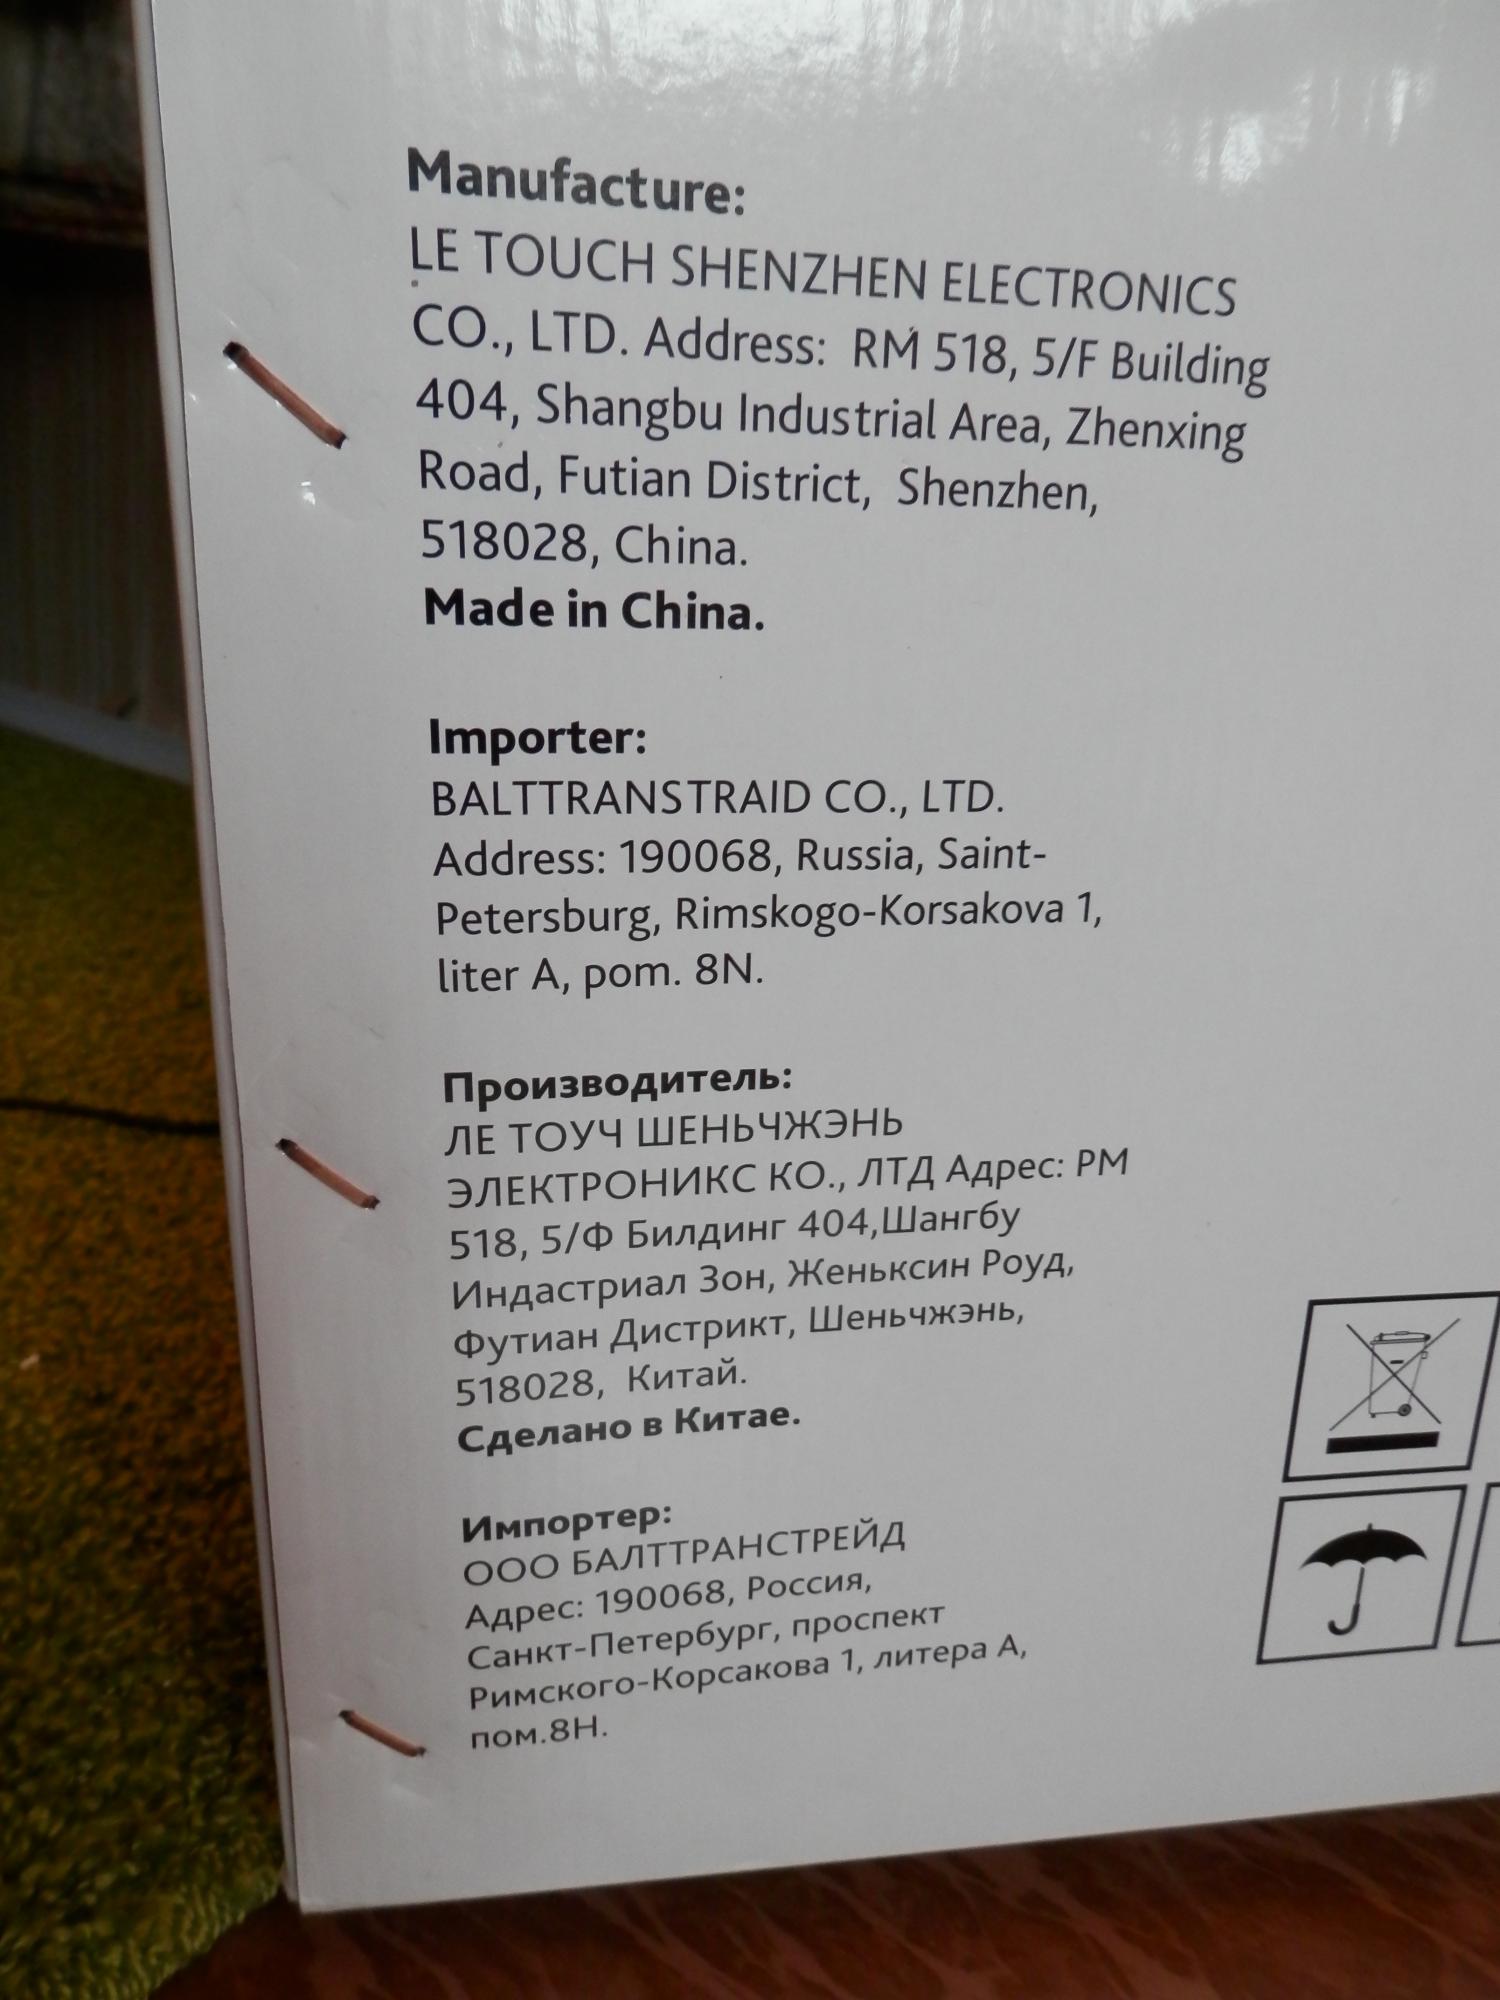 Manufacture:
LE TOUCH SHENZHEN ELECTRONICS
CO., LTD. Address: RM 518, 5/F Building
404, Shangbu Industrial Area, Zhenxing
Road, Futian District, Shenzhen,
518028, China.
Made in China.
Importer:
BALTTRANSTRAID CO., LTD.
Address: 190068, Russia, Saint-
Petersburg, Rimskogo-Korsakova 1,
liter A, pom. 8N.
Производитель:
ЛЕ ТОУЧ ШЕНЬЧЖЭНЬ
ЭЛЕКТРОНИКС КО., ЛТД Адрес: РМ
518, 5/Ф Билдинг 404,Шангбу
Индастриал Зон, Женьксин Роуд,
Футиан Дистрикт, Шеньчжэнь,
518028, Китай.
Сделано в Китае.
Импортер:
ООО БАЛТТРАНСТРЕЙД
Адрес: 190068, Россия,
Санкт-Петербург, проспект
Римского-Корсакова 1, литера А,
пом.8Н.